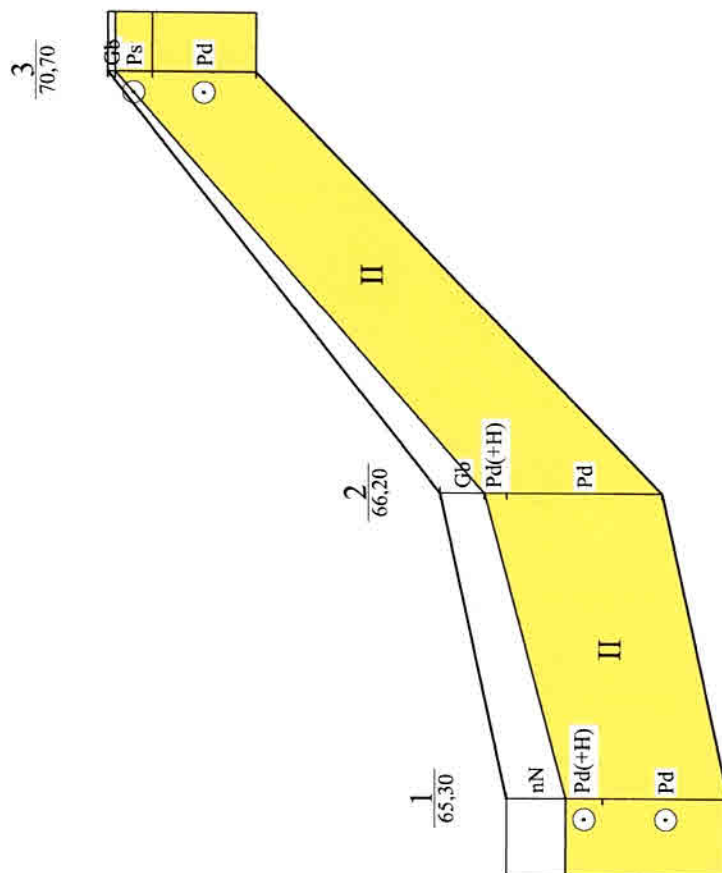 3
70,70
Gb
Ps
Pd
II
2
66,20
Gb
Pd(+H)
Pd
II
1
65,30
nN
Pd(+H)
Pd